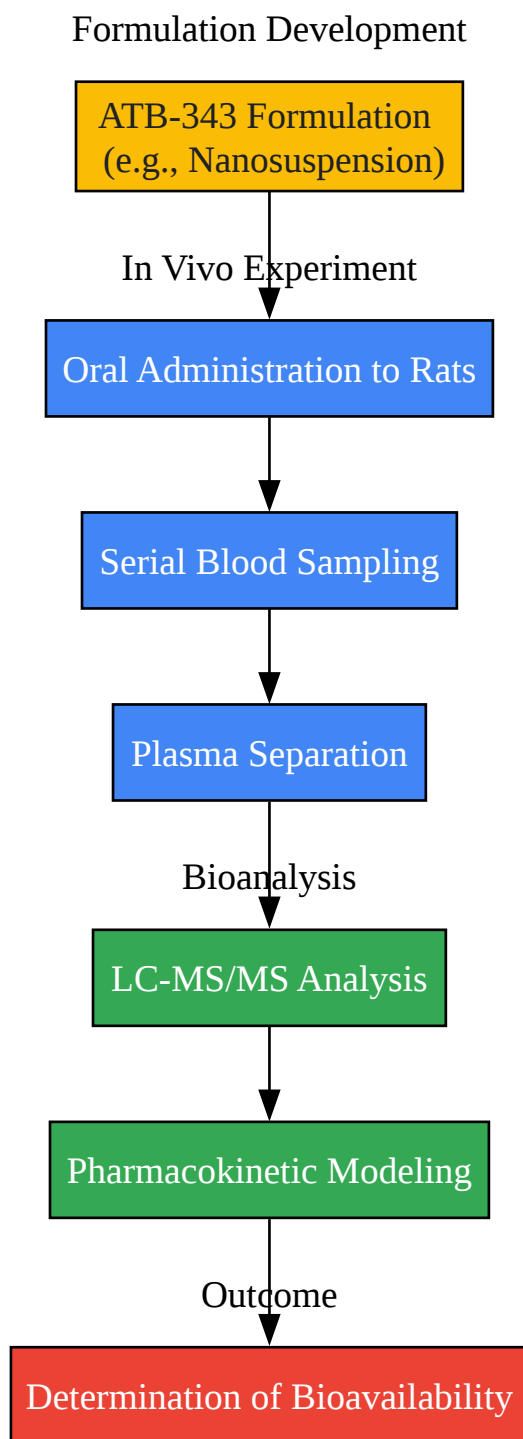 Formulation Development
ATB-343 Formulation
(e.g., Nanosuspension)
In Vivo Experiment
Oral Administration to Rats
Serial Blood Sampling
Plasma Separation
Bioanalysis
LC-MS/MS Analysis
Pharmacokinetic Modeling
Outcome
Determination of Bioavailability